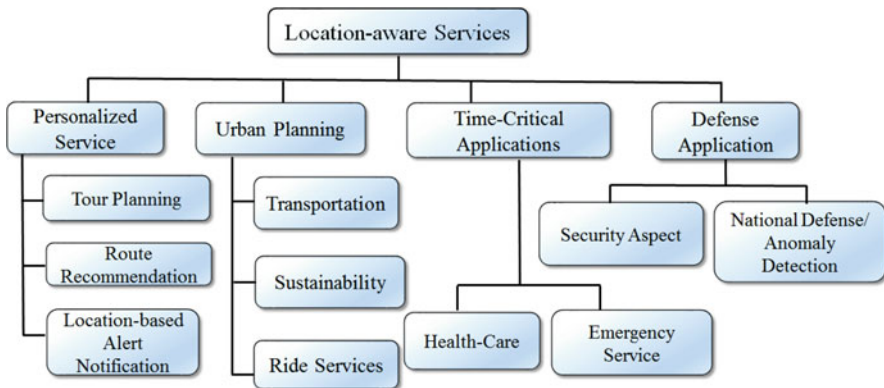 Location-aware Services
Personalized
Service
Urban Planning
Time-Critical
Applications
Defense
Application
Tour Planning
Route
Recommendation
Location-based
Alert
Notification
Transportation
Sustainability
Ride Services
Health-Care
Emergency
Service
Security Aspect
National Defense/
Anomaly
Detection